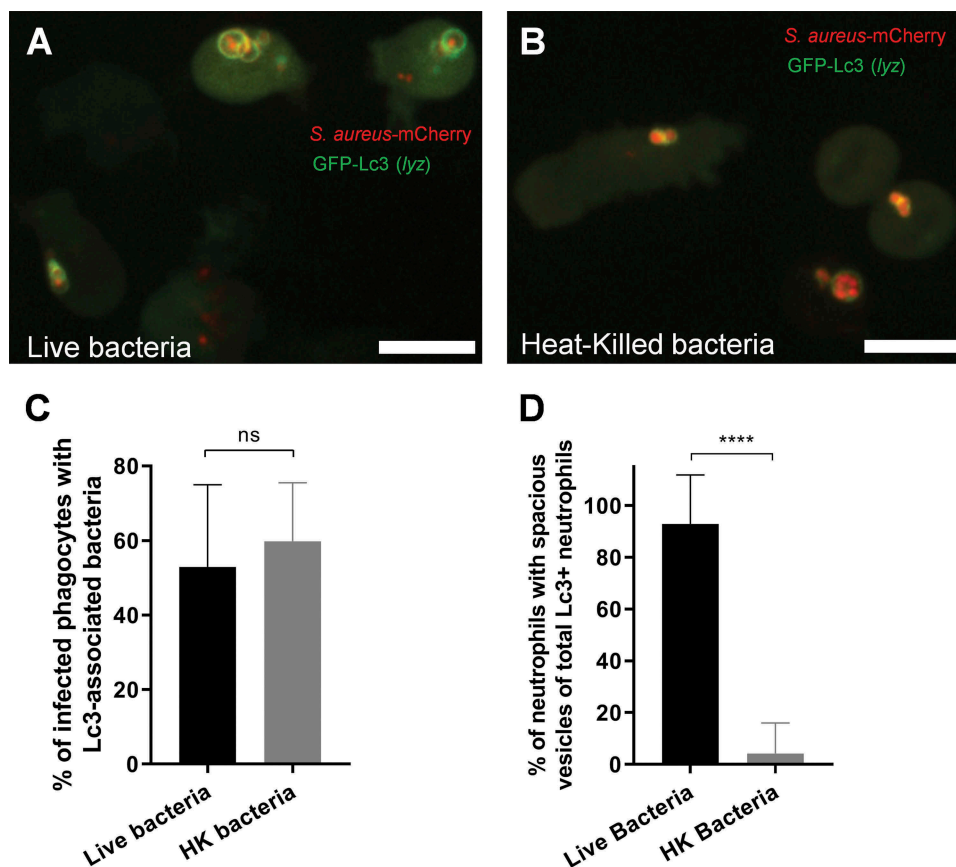 A
S. aureus-mCherry
GFP-Lc3 (lyz)
Live bacteria
B
S. aureus-mCherry
GFP-Lc3 (lyz)
Heat-Killed bacteria
C
% of infected phagocytes with
Lc3-associated bacteria
ns
80
60
40
20
0
Live bacteria
HK bacteria
D
% of neutrophils with spacious
vesicles of total Lc3+ neutrophils
****
100
80
60
40
20
0
Live Bacteria
HK Bacteria